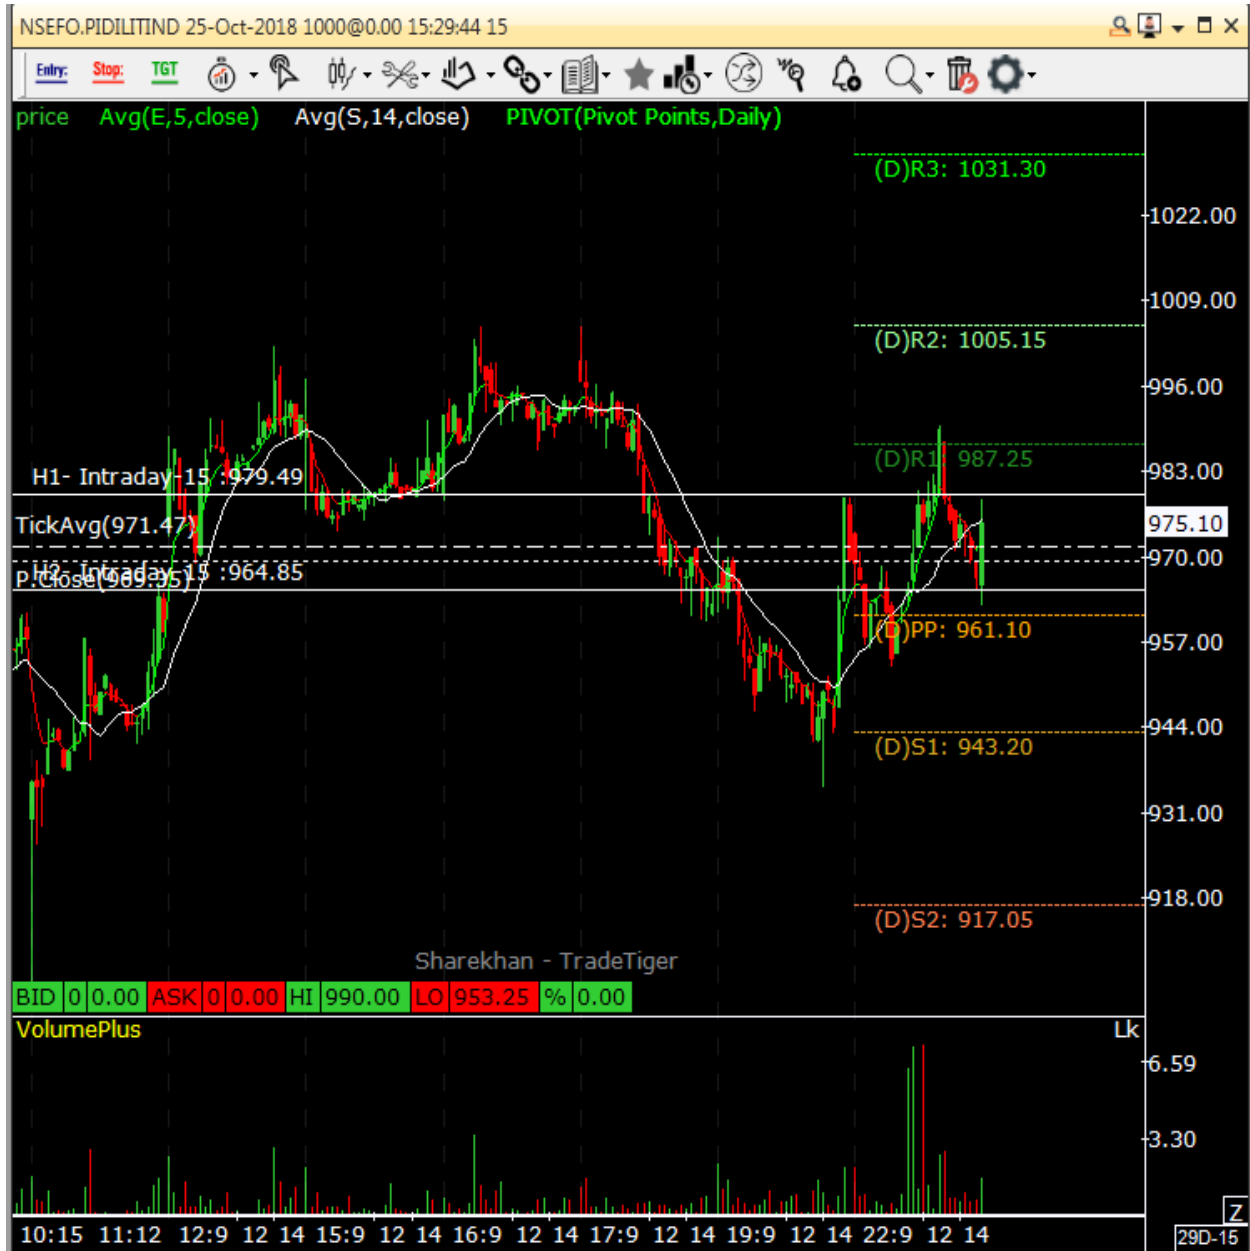 NSEFO.PIDILITIND 25-Oct-2018 1000@0.00 15:29:44 15
Entry: Stop: TGT
price Avg(E,5,close) Avg(S,14,close) PIVOT(Pivot Points,Daily)
(D)R3: 1031.30
1022.00
1009.00
(D)R2: 1005.15
996.00
(D)R1: 987.25
983.00
H1- Intraday-15 :979.49
TickAvg(971.47)
975.10
970.00
H2- Intraday-15 :964.85
(D)PP: 961.10
957.00
944.00
(D)S1: 943.20
931.00
918.00
(D)S2: 917.05
Sharekhan - TradeTiger
BID 0 0.00 ASK 0 0.00 HI 990.00 LO 953.25 % 0.00
VolumePlus Lk
6.59
3.30
Z
10:15 11:12 12:9 12 14 15:9 12 14 16:9 12 14 17:9 12 14 19:9 12 14 22:9 12 14
29D-15